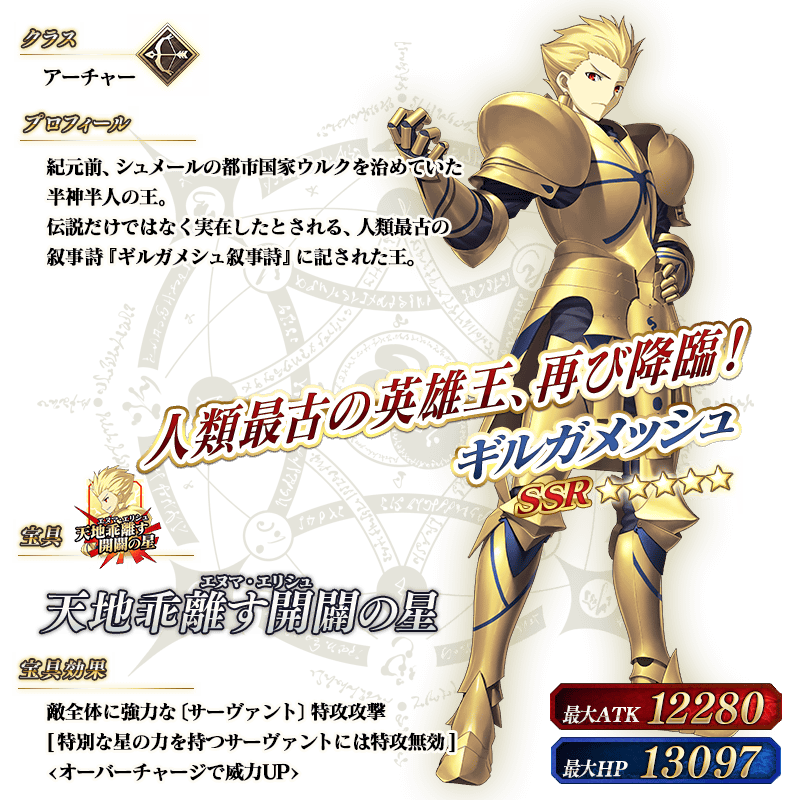 クラス
アーチャー
プロフィール
紀元前、シュメールの都市国家ウルクを治めていた
半神半人の王。
伝説だけではなく実在したとされる、人類最古の
叙事詩『ギルガメシュ叙事詩』に記された王。
人類最古の英雄王、再び降臨！
ギルガメッシュ
SSR ☆☆☆☆☆
宝具
エヌマ・エリシュ
天地乖離す
開闢の星
エヌマ・エリシュ
天地乖離す開闢の星
宝具効果
敵全体に強力な〔サーヴァント〕特攻攻撃
[特別な星の力を持つサーヴァントには特攻無効]
<オーバーチャージで威力UP>
最大ATK 12280
最大HP 13097